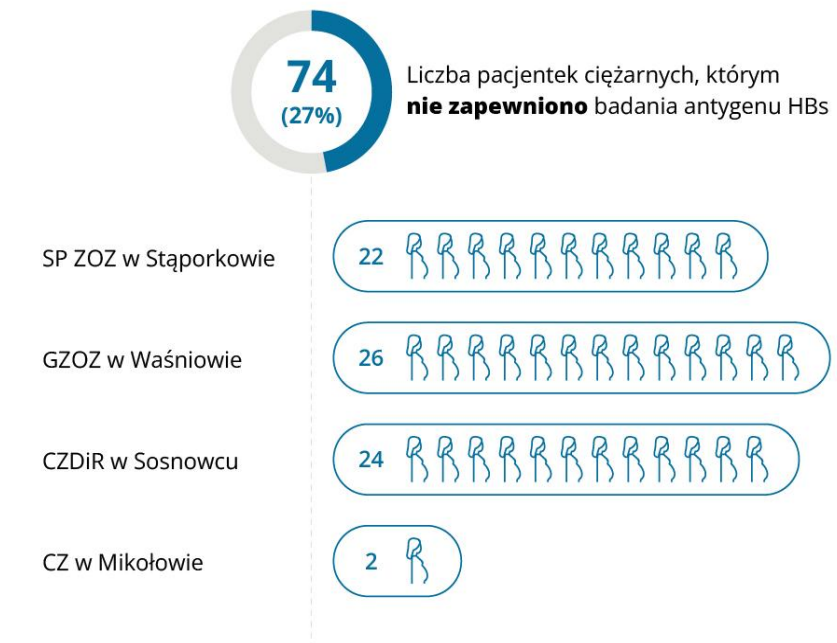 74
(27%)
Liczba pacjentek ciężarnych, którym
nie zapewniono badania antygenu HBs
SP ZOZ w Stąporkowie
22
GZOZ w Waśniowie
26
CZDiR w Sosnowcu
24
CZ w Mikołowie
2